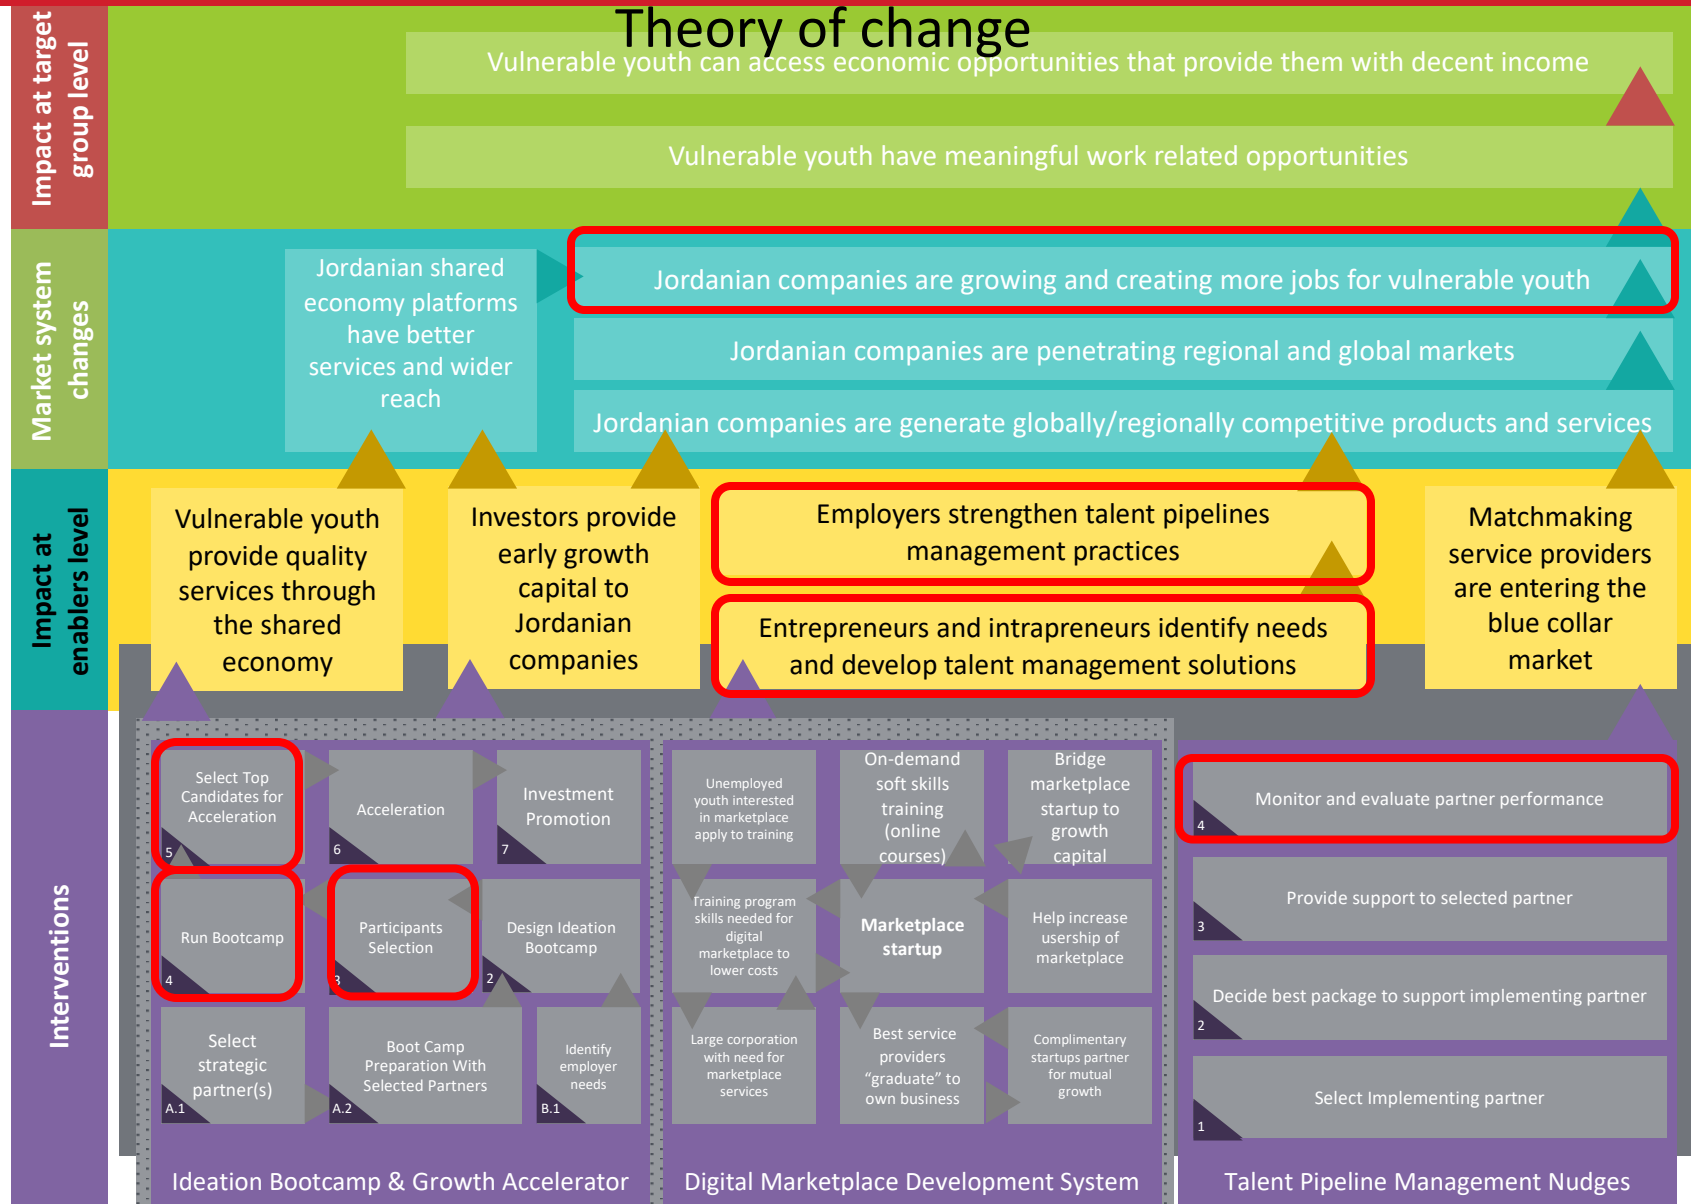 Theory of change
Impact at target
group level
Vulnerable youth can access economic opportunities that provide them with decent income
Vulnerable youth have meaningful work related opportunities
Market system
changes
Jordanian shared
economy platforms
have better
services and wider
reach
Jordanian companies are growing and creating more jobs for vulnerable youth
Jordanian companies are penetrating regional and global markets
Jordanian companies are generate globally/regionally competitive products and services
Impact at
enablers level
Vulnerable youth
provide quality
services through
the shared
economy
Investors provide
early growth
capital to
Jordanian
companies
Employers strengthen talent pipelines
management practices
Entrepreneurs and intrapreneurs identify needs
and develop talent management solutions
Matchmaking
service providers
are entering the
blue collar
market
Interventions
Select Top
Candidates for
Acceleration
5
Acceleration
6
Investment
Promotion
7
Run Bootcamp
4
Participants
Selection
3
Design Ideation
Bootcamp
2
Select
strategic
partner(s)
A.1
Boot Camp
Preparation With
Selected Partners
A.2
Identify
employer
needs
B.1
Ideation Bootcamp & Growth Accelerator
Unemployed
youth interested
in marketplace
apply to training
On-demand
soft skills
training
(online
courses)
Bridge
marketplace
startup to
growth
capital
Training program
skills needed for
digital
marketplace to
lower costs
Marketplace
startup
Help increase
usership of
marketplace
Large corporation
with need for
marketplace
services
Best service
providers
“graduate” to
own business
Complimentary
startups partner
for mutual
growth
Digital Marketplace Development System
Monitor and evaluate partner performance
4
Provide support to selected partner
3
Decide best package to support implementing partner
2
Select Implementing partner
1
Talent Pipeline Management Nudges